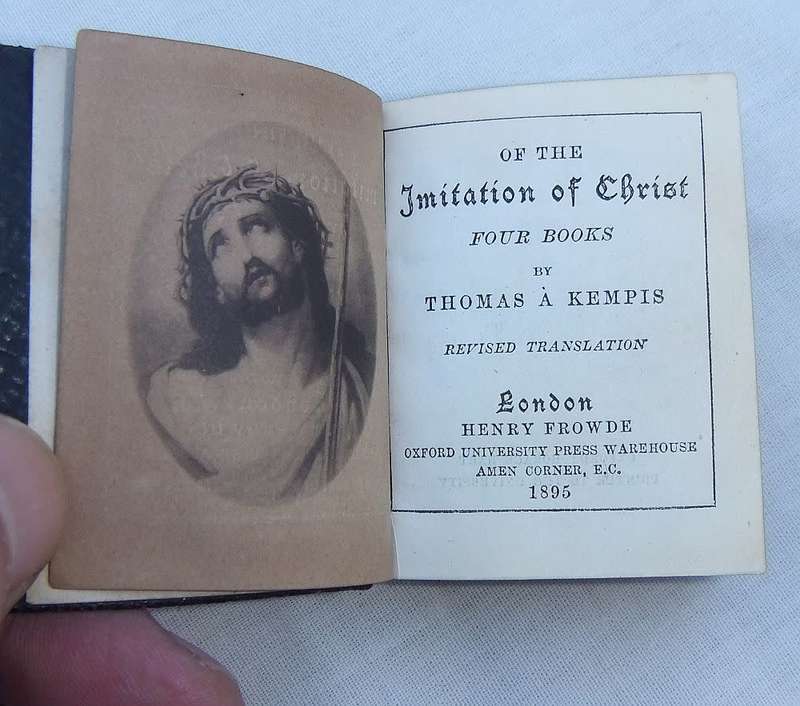 OF THE
Imitation of Christ
FOUR BOOKS
BY
THOMAS À KEMPIS
REVISED TRANSLATION
London
HENRY FROWDE
OXFORD UNIVERSITY PRESS WAREHOUSE
AMEN CORNER, E.C.
1895